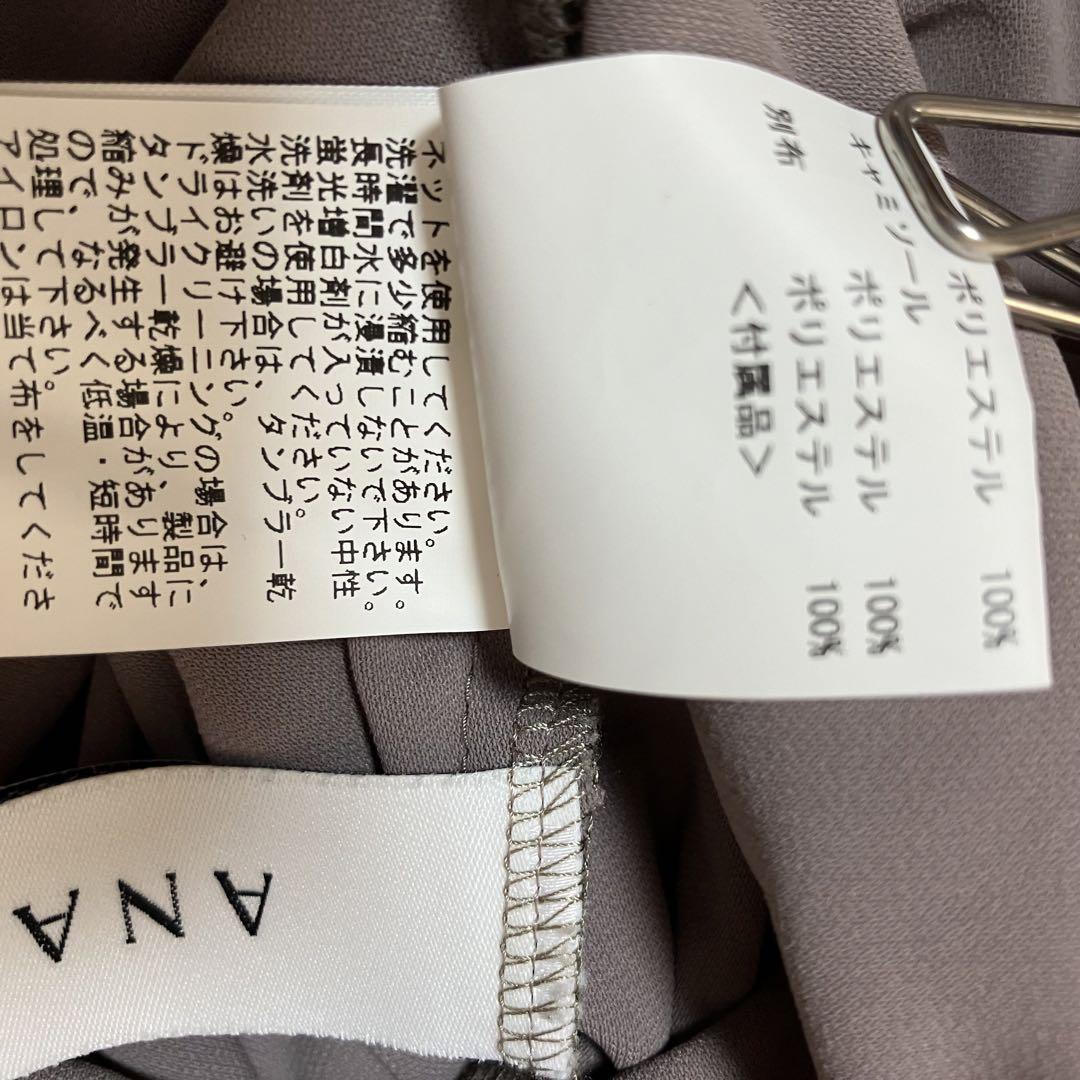 ポリエステル 100%
キャミソール
ポリエステル 100%
別布 ポリエステル 100%
<付属品>
ネットを使用してください。
洗濯で多少縮むことがあります。
長時間水に浸漬しないで下さい。
蛍光増白剤が入っていない中性
洗剤を使用してください。
水洗いの場合は、タンブラー乾
燥はお避け下さい。
ドライクリーニングの場合は、
タンブラー乾燥により、製品に
縮みが発生する場合があります
ので、なるべく低温・短時間で
処理して下さい。
アイロンは当て布をしてくださ
ANA